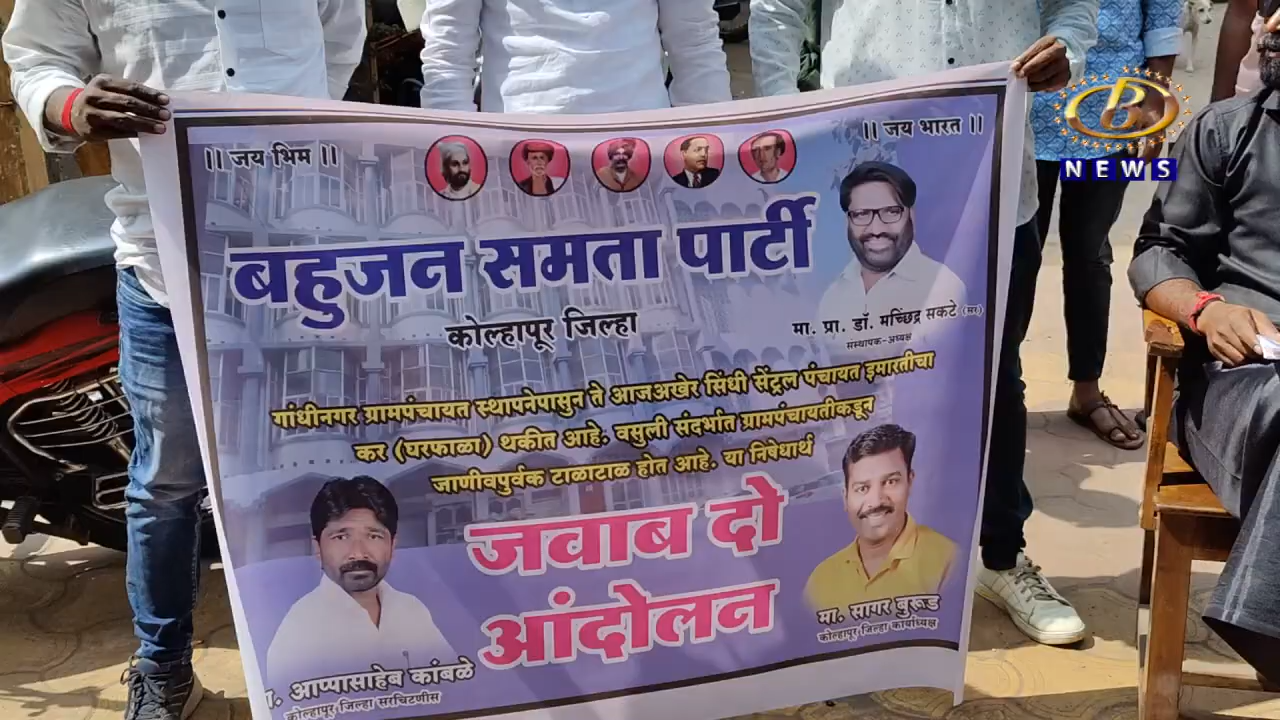 || जय भिम ||
|| जय भारत ||
B
NEWS
बहुजन समता पार्टी
कोल्हापूर जिल्हा
मा. प्रा. डॉ. मच्छिंद्र सकटे (सर)
संस्थापक-अध्यक्ष
गांधीनगर ग्रामपंचायत स्थापनेपासुन ते आजअखेर सिंधी सेंट्रल पंचायत इमारतीचा
कर (घरफाळा) थकीत आहे. वसुली संदर्भात ग्रामपंचायतीकडून
जाणीवपुर्वक टाळाटाळ होत आहे. या निषेधार्थ
जवाब दो
आंदोलन
मा. सागर बुरूड
कोल्हापूर जिल्हा कार्याध्यक्ष
आप्पासाहेब कांबळे
कोल्हापूर जिल्हा सरचिटणीस